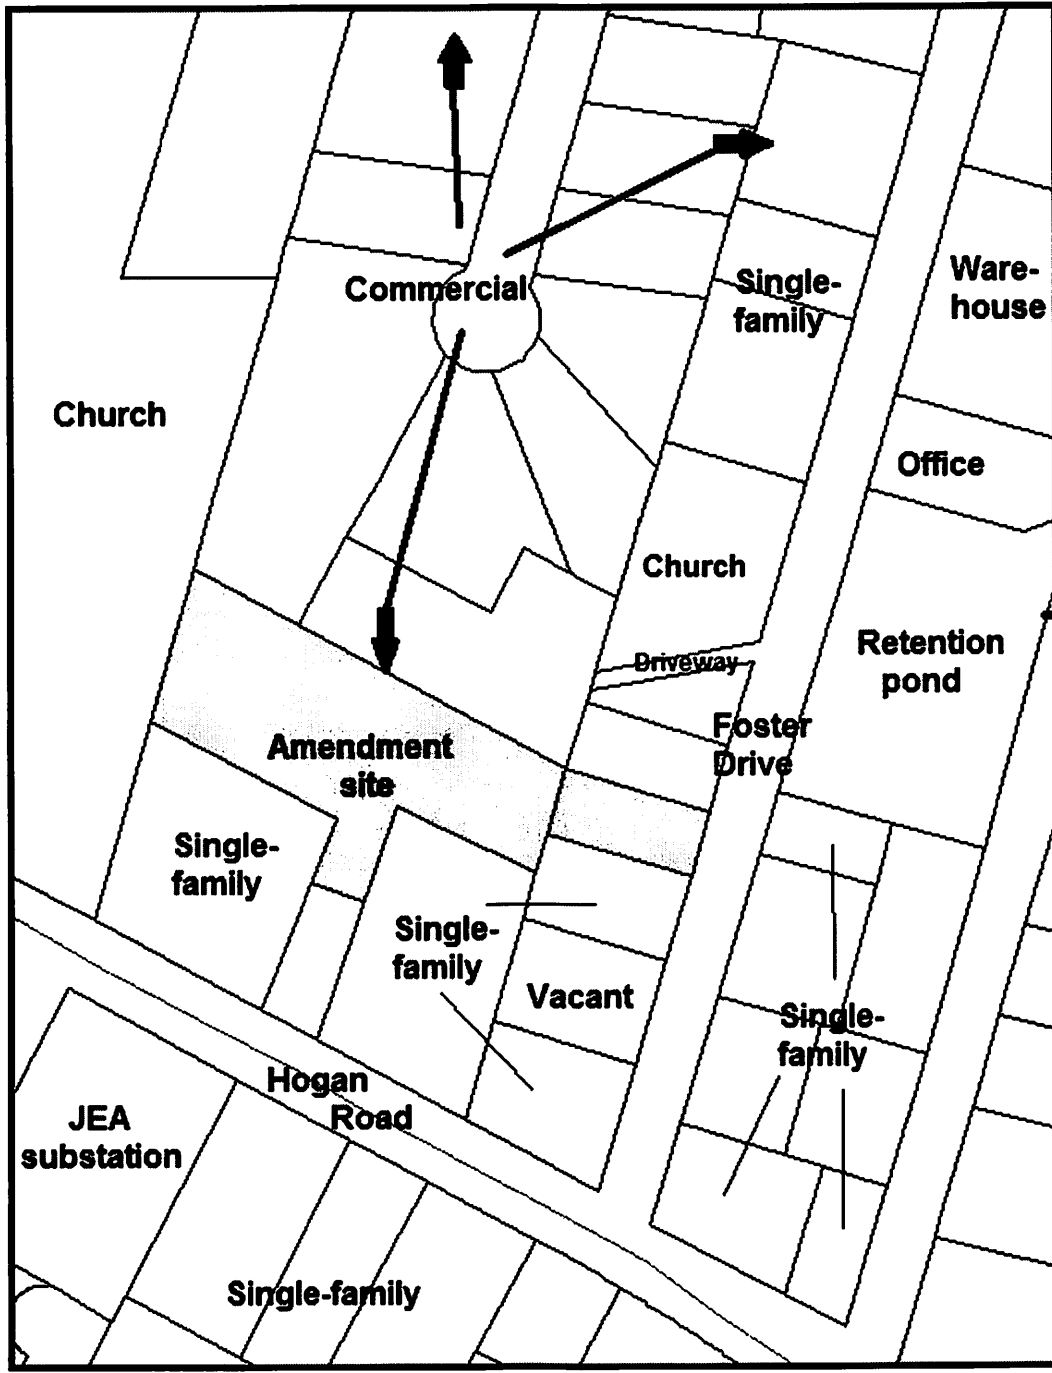 Commercial
Single-
family
Ware-
house
Church
Office
Church
Driveway
Retention
pond
Foster
Drive
Amendment
site
Single-
family
Single-
family
Vacant
Single-
family
Hogan
Road
JEA
substation
Single-family